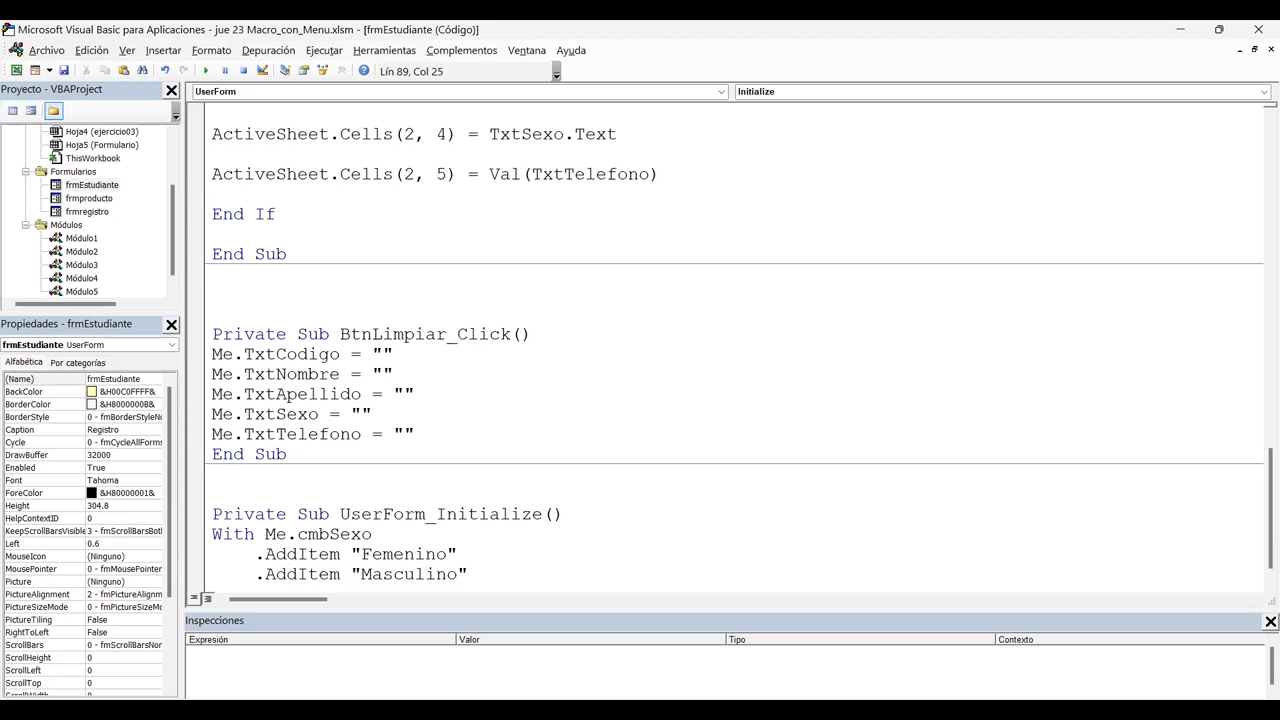 Microsoft Visual Basic para Aplicaciones - jue 23 Macro_con_Menu.xlsm - [frmEstudiante (Código)]
Archivo Edición Ver Insertar Formato Depuración Ejecutar Herramientas Complementos Ventana Ayuda
Lín 89, Col 25
Proyecto - VBAProject
Hoja4 (ejercicio03)
Hoja5 (Formulario)
ThisWorkbook
Formularios
frmEstudiante
frmproducto
frmregistro
Módulos
Módulo1
Módulo2
Módulo3
Módulo4
Módulo5
Propiedades - frmEstudiante
frmEstudiante UserForm
Alfabética Por categorías
(Name) frmEstudiante
BackColor &H00C0FFFF&
BorderColor &H8000000B&
BorderStyle 0 - fmBorderStyleNo
Caption Registro
Cycle 0 - fmCycleAllForms
DrawBuffer 32000
Enabled True
Font Tahoma
ForeColor &H80000001&
Height 304.8
HelpContextID 0
KeepScrollBarsVisible 3 - fmScrollBarsBoth
Left 0.6
MouseIcon (Ninguno)
MousePointer 0 - fmMousePointer
Picture (Ninguno)
PictureAlignment 2 - fmPictureAlignm
PictureSizeMode 0 - fmPictureSizeMo
PictureTiling False
RightToLeft False
ScrollBars 0 - fmScrollBarsNon
ScrollHeight 0
ScrollLeft 0
ScrollTop 0
ScrollWidth 0
UserForm Initialize
ActiveSheet.Cells(2, 4) = TxtSexo.Text
ActiveSheet.Cells(2, 5) = Val(TxtTelefono)
End If
End Sub
Private Sub BtnLimpiar_Click()
Me.TxtCodigo = ""
Me.TxtNombre = ""
Me.TxtApellido = ""
Me.TxtSexo = ""
Me.TxtTelefono = ""
End Sub
Private Sub UserForm_Initialize()
With Me.cmbSexo
.AddItem "Femenino"
.AddItem "Masculino"
Inspecciones
Expresión Valor Tipo Contexto